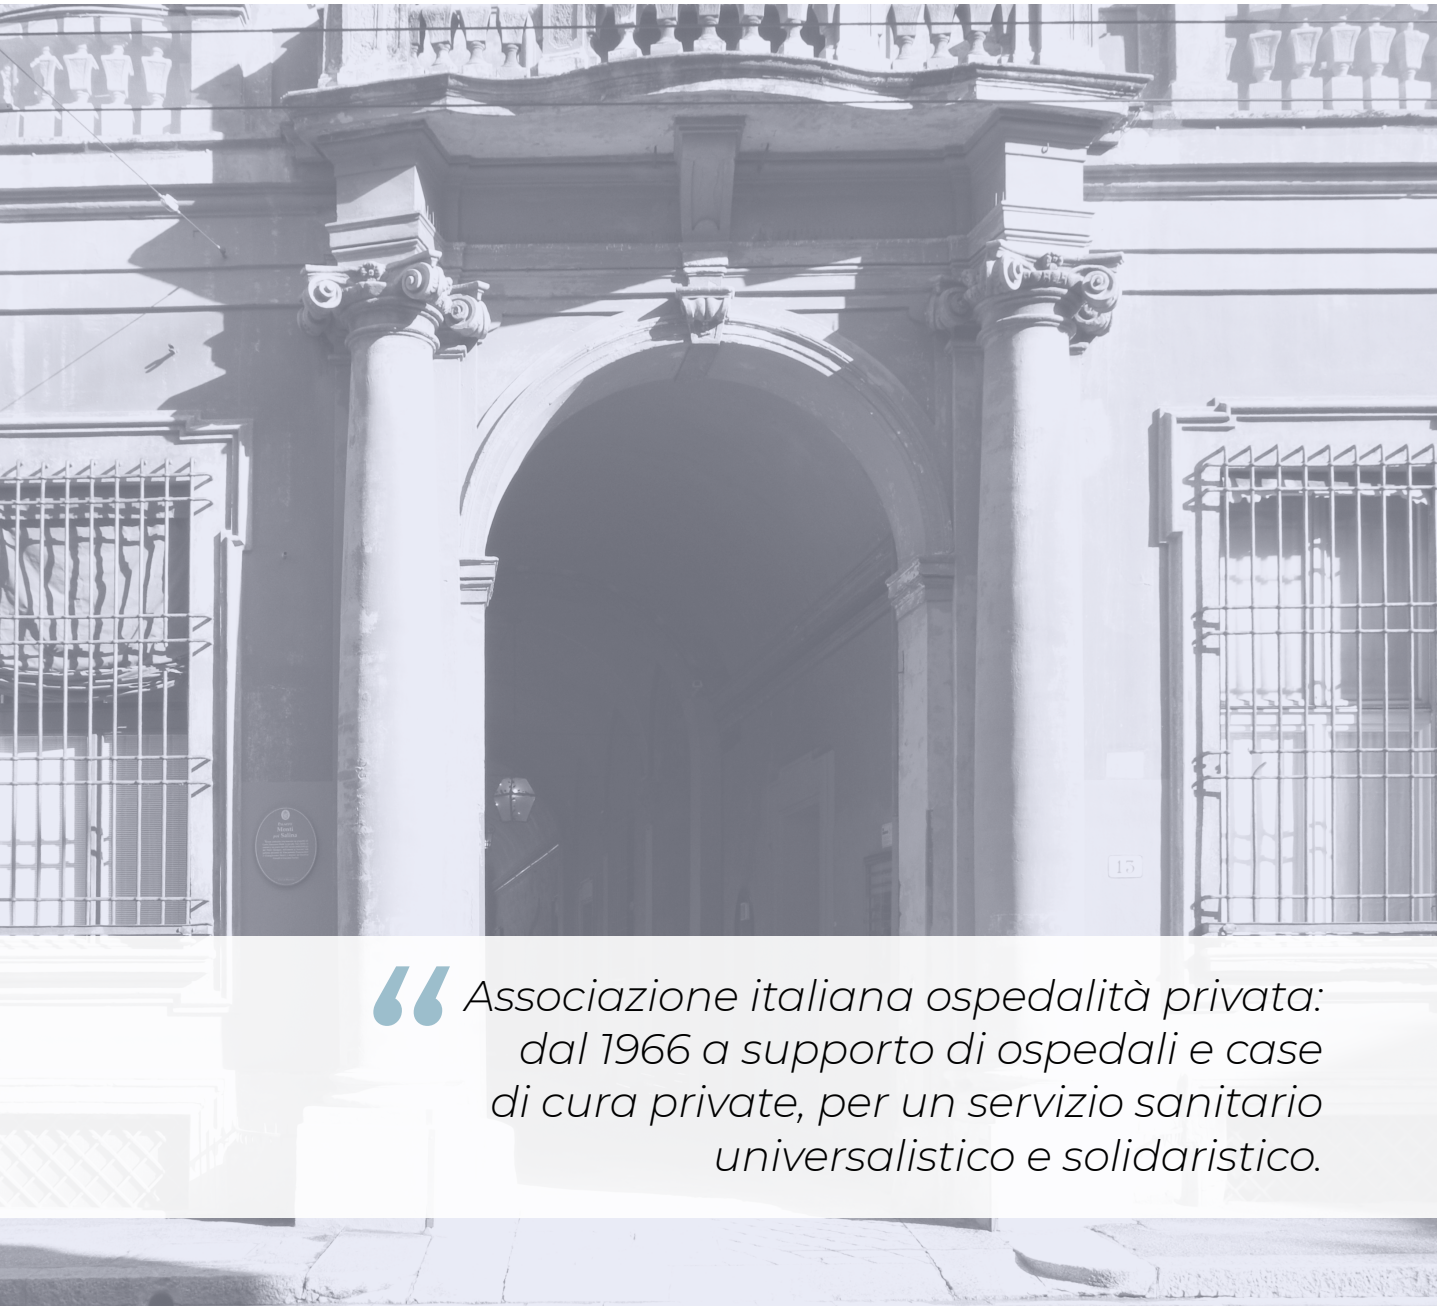 13
“Associazione italiana ospedalità privata:
dal 1966 a supporto di ospedali e case
di cura private, per un servizio sanitario
universalistico e solidaristico.